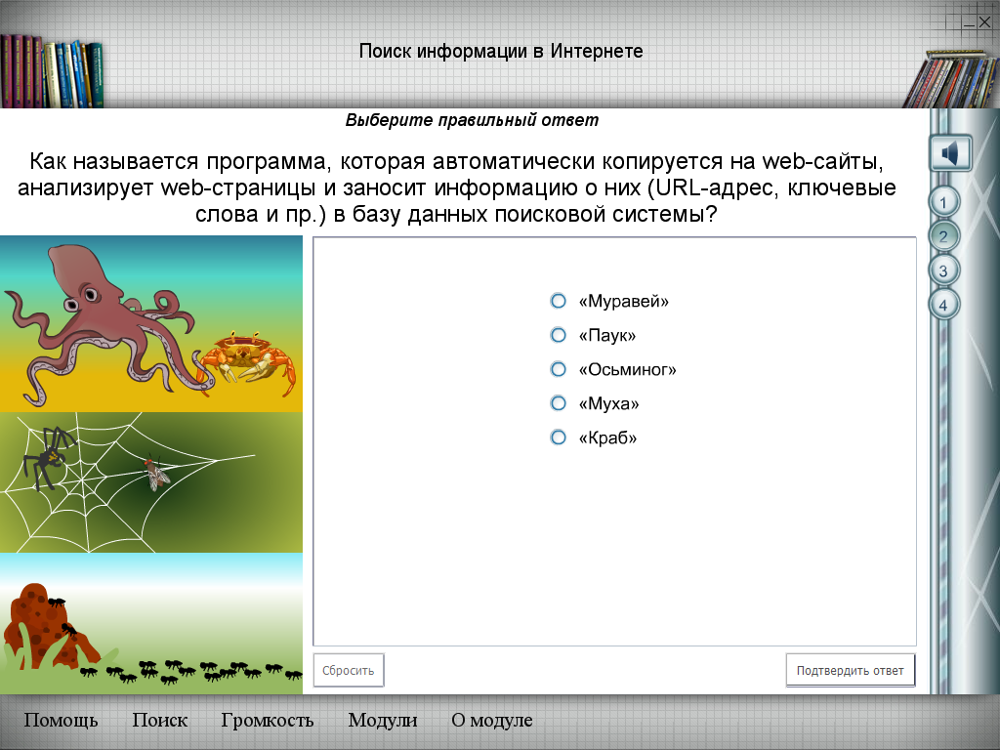 Поиск информации в Интернете
Выберите правильный ответ
Как называется программа, которая автоматически копируется на web-сайты,
анализирует web-страницы и заносит информацию о них (URL-адрес, ключевые
слова и пр.) в базу данных поисковой системы?
1
2
3
4
«Муравей»
«Паук»
«Осьминог»
«Муха»
«Краб»
Сбросить
Подтвердить ответ
Помощь Поиск Громкость Модули О модуле